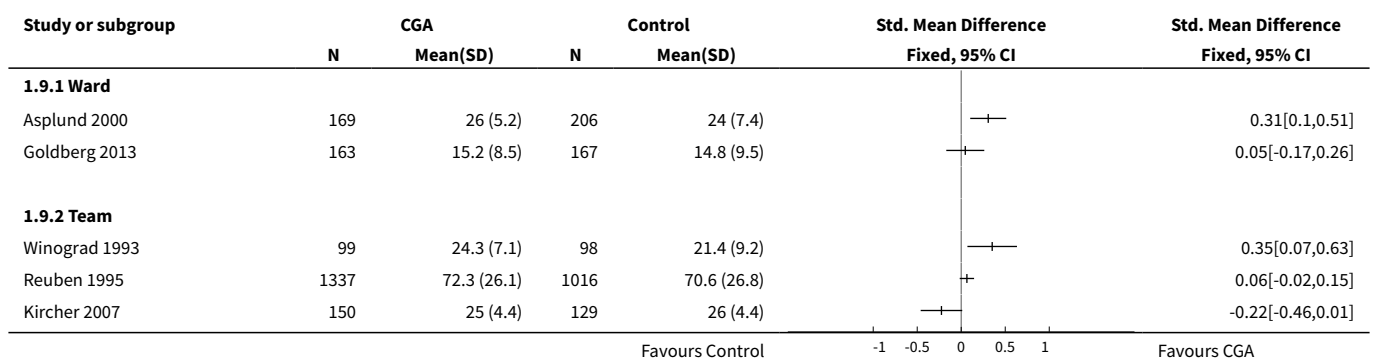 Study or subgroup CGA Control Std. Mean Difference Std. Mean Difference
N Mean(SD) N Mean(SD) Fixed, 95% CI Fixed, 95% CI
1.9.1 Ward
Asplund 2000 169 26 (5.2) 206 24 (7.4) 0.31[0.1,0.51]
Goldberg 2013 163 15.2 (8.5) 167 14.8 (9.5) 0.05[-0.17,0.26]
1.9.2 Team
Winograd 1993 99 24.3 (7.1) 98 21.4 (9.2) 0.35[0.07,0.63]
Reuben 1995 1337 72.3 (26.1) 1016 70.6 (26.8) 0.06[-0.02,0.15]
Kircher 2007 150 25 (4.4) 129 26 (4.4) -0.22[-0.46,0.01]
Favours Control -1 -0.5 0 0.5 1 Favours CGA